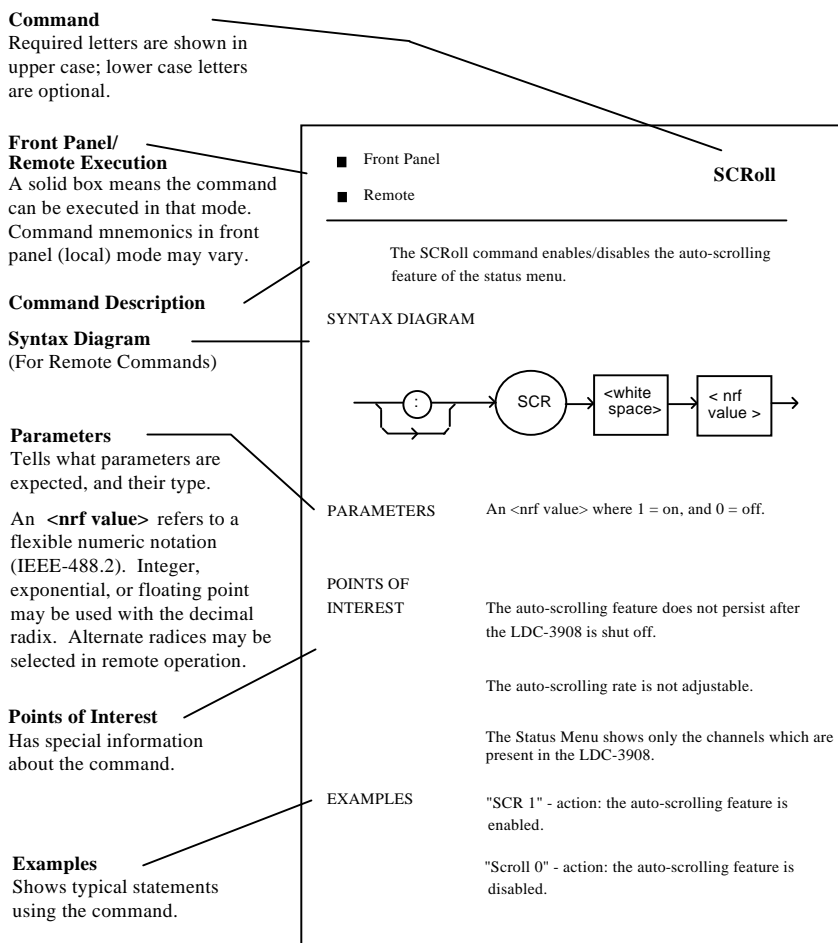 Command
Required letters are shown in
upper case; lower case letters
are optional.
Front Panel/
Remote Execution
A solid box means the command
can be executed in that mode.
Command mnemonics in front
panel (local) mode may vary.
Command Description
Syntax Diagram
(For Remote Commands)
Parameters
Tells what parameters are
expected, and their type.
An <nrf value> refers to a
flexible numeric notation
(IEEE-488.2). Integer,
exponential, or floating point
may be used with the decimal
radix. Alternate radices may be
selected in remote operation.
Points of Interest
Has special information
about the command.
Examples
Shows typical statements
using the command.
Front Panel
Remote
SCRoll
The SCRoll command enables/disables the auto-scrolling
feature of the status menu.
SYNTAX DIAGRAM
:
SCR
<white
space>
< nrf
value >
PARAMETERS
An <nrf value> where 1 = on, and 0 = off.
POINTS OF
INTEREST
The auto-scrolling feature does not persist after
the LDC-3908 is shut off.
The auto-scrolling rate is not adjustable.
The Status Menu shows only the channels which are
present in the LDC-3908.
EXAMPLES
"SCR 1" - action: the auto-scrolling feature is
enabled.
"Scroll 0" - action: the auto-scrolling feature is
disabled.